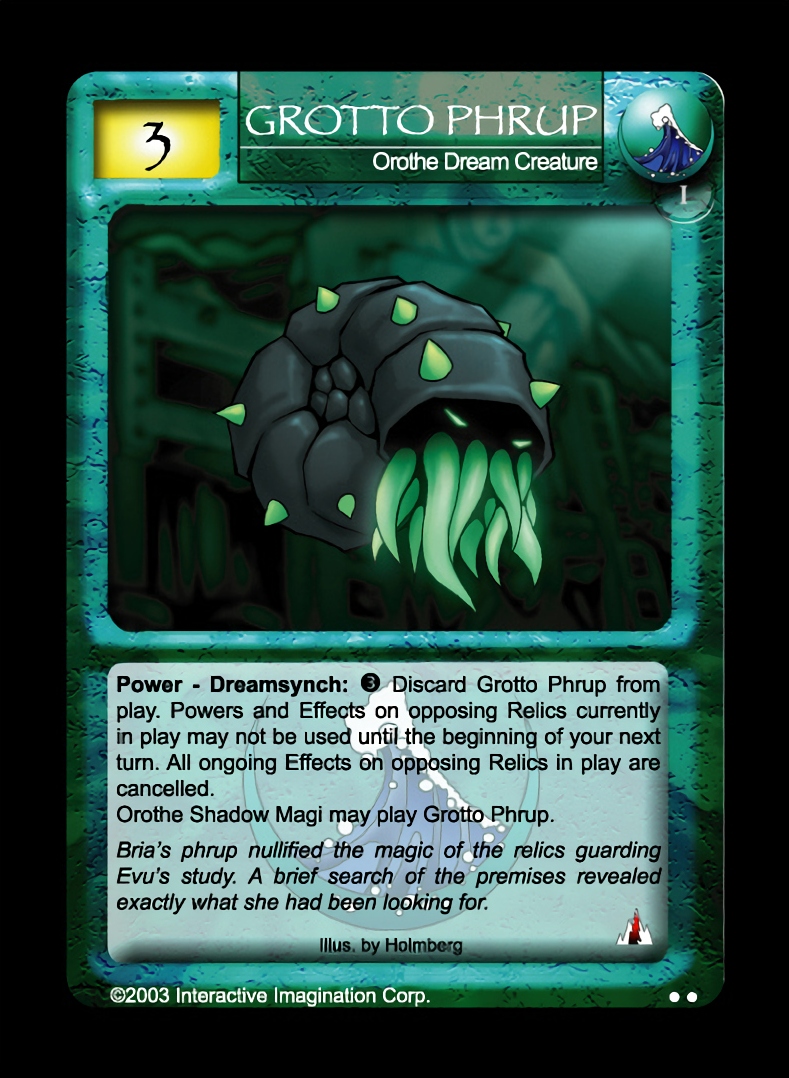 3
GROTTO PHRUP
Orothe Dream Creature
1
Power - Dreamsynch: ❸ Discard Grotto Phrup from
play. Powers and Effects on opposing Relics currently
in play may not be used until the beginning of your next
turn. All ongoing Effects on opposing Relics in play are
cancelled.
Orothe Shadow Magi may play Grotto Phrup.
Bria's phrup nullified the magic of the relics guarding
Evu's study. A brief search of the premises revealed
exactly what she had been looking for.
Illus. by Holmberg
©2003 Interactive Imagination Corp.